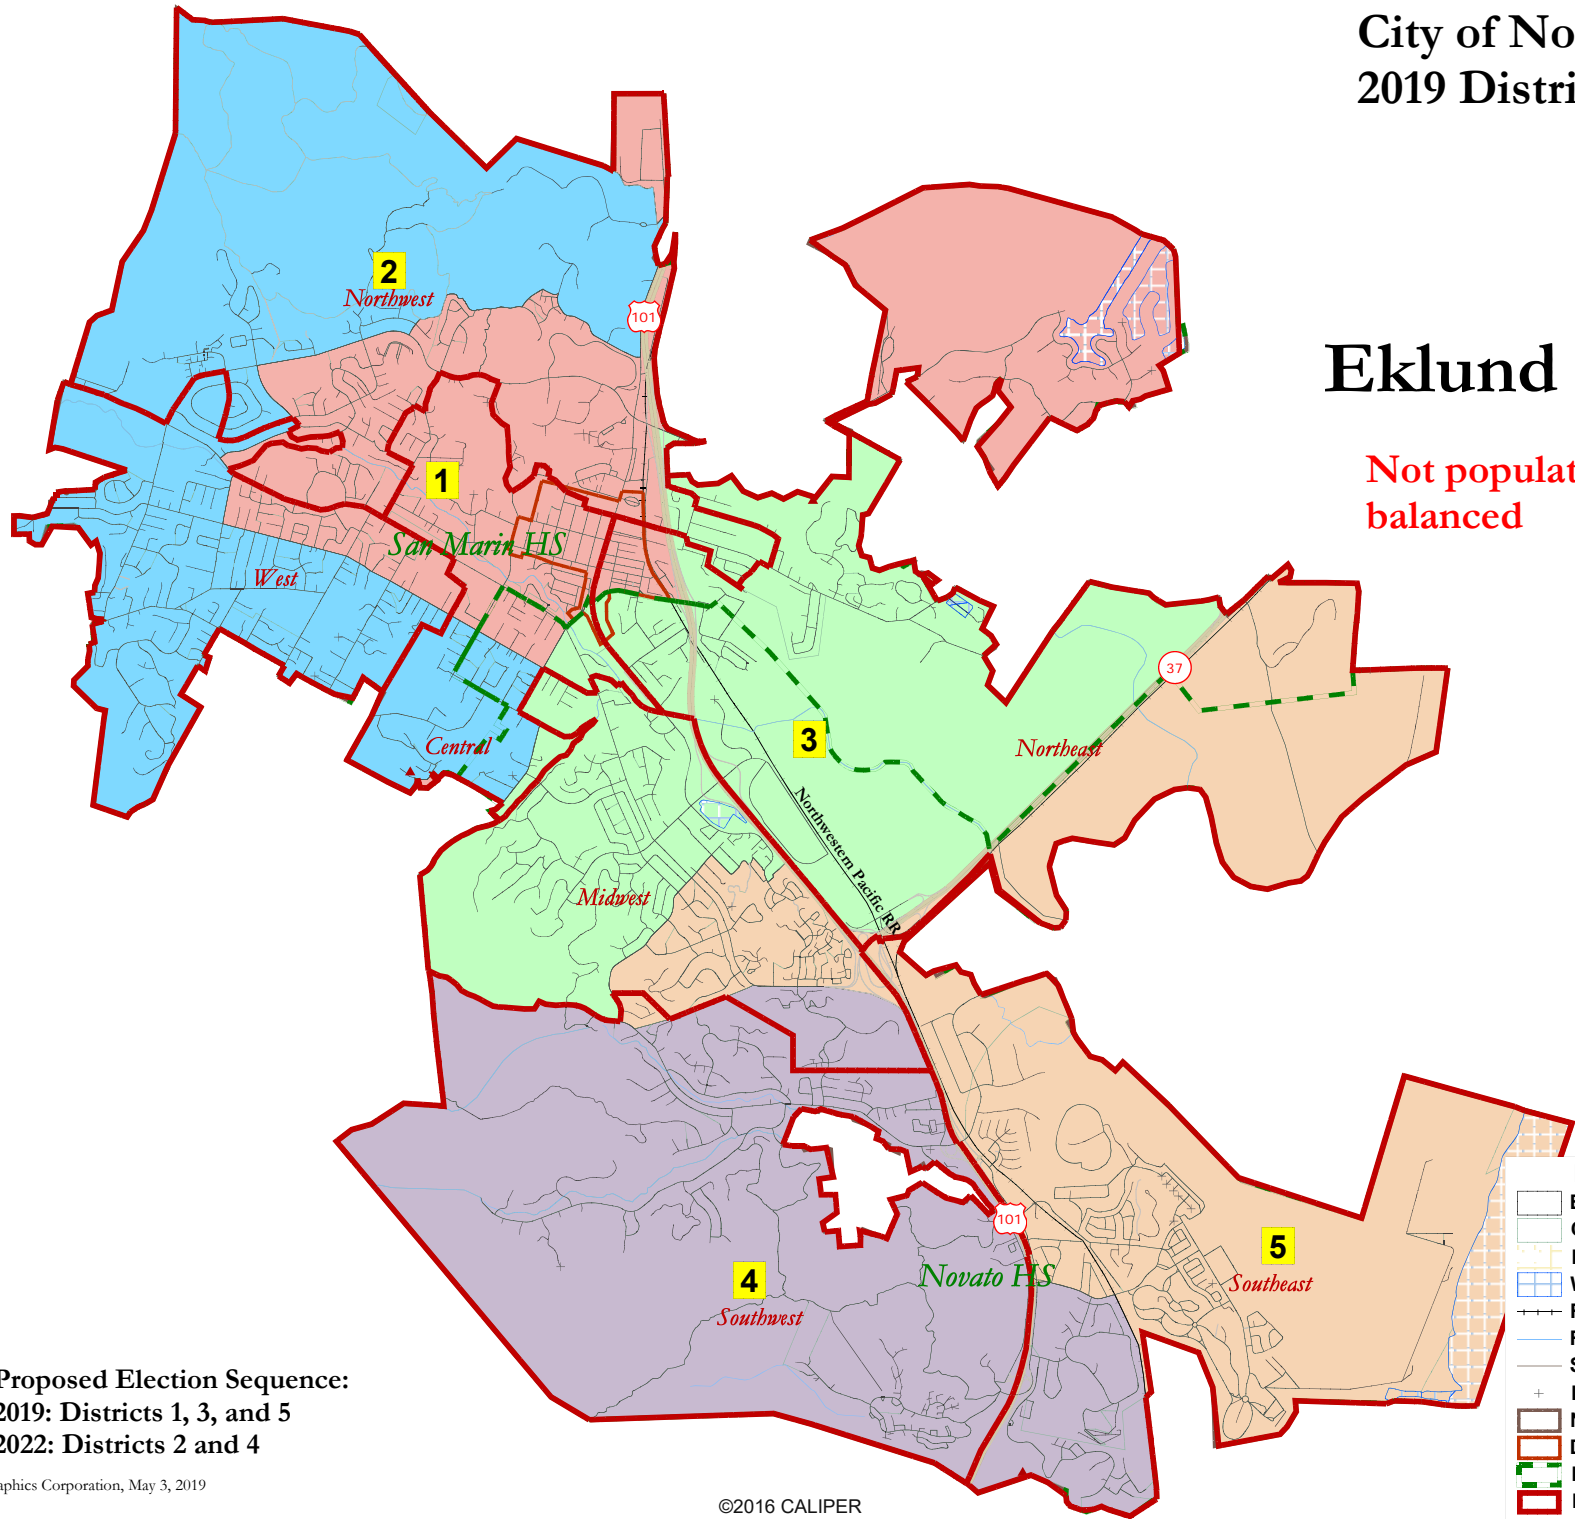 City of No
2019 Distri
2
Northwest
101
Eklund
1
Not populat
balanced
San Marin HS
West
37
3
Northeast
Central
Northwestern Pacific RR
Midwest
101
5
Southeast
Novato HS
4
Southwest
Proposed Election Sequence:
2019: Districts 1, 3, and 5
2022: Districts 2 and 4
aphics Corporation, May 3, 2019
©2016 CALIPER